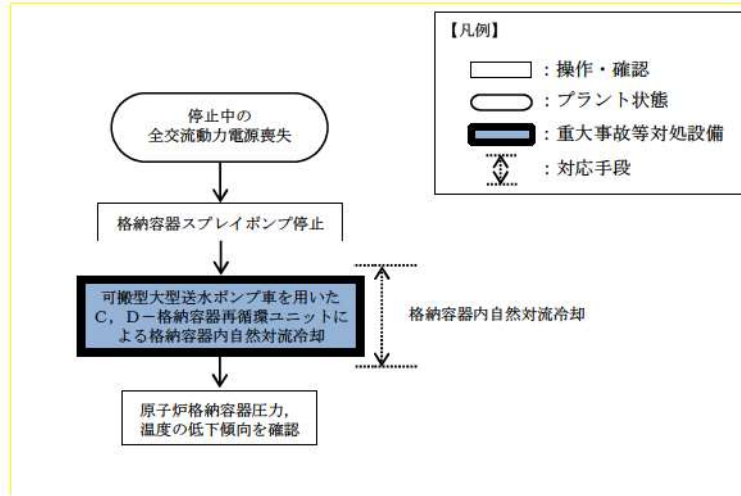 【凡例】
：操作・確認
：プラント状態
：重大事故等対処設備
：対応手段
停止中の
全交流動力電源喪失
格納容器スプレイポンプ停止
可搬型大型送水ポンプ車を用いた
Ｃ，Ｄ－格納容器再循環ユニットに
よる格納容器内自然対流冷却
格納容器内自然対流冷却
原子炉格納容器圧力，
温度の低下傾向を確認